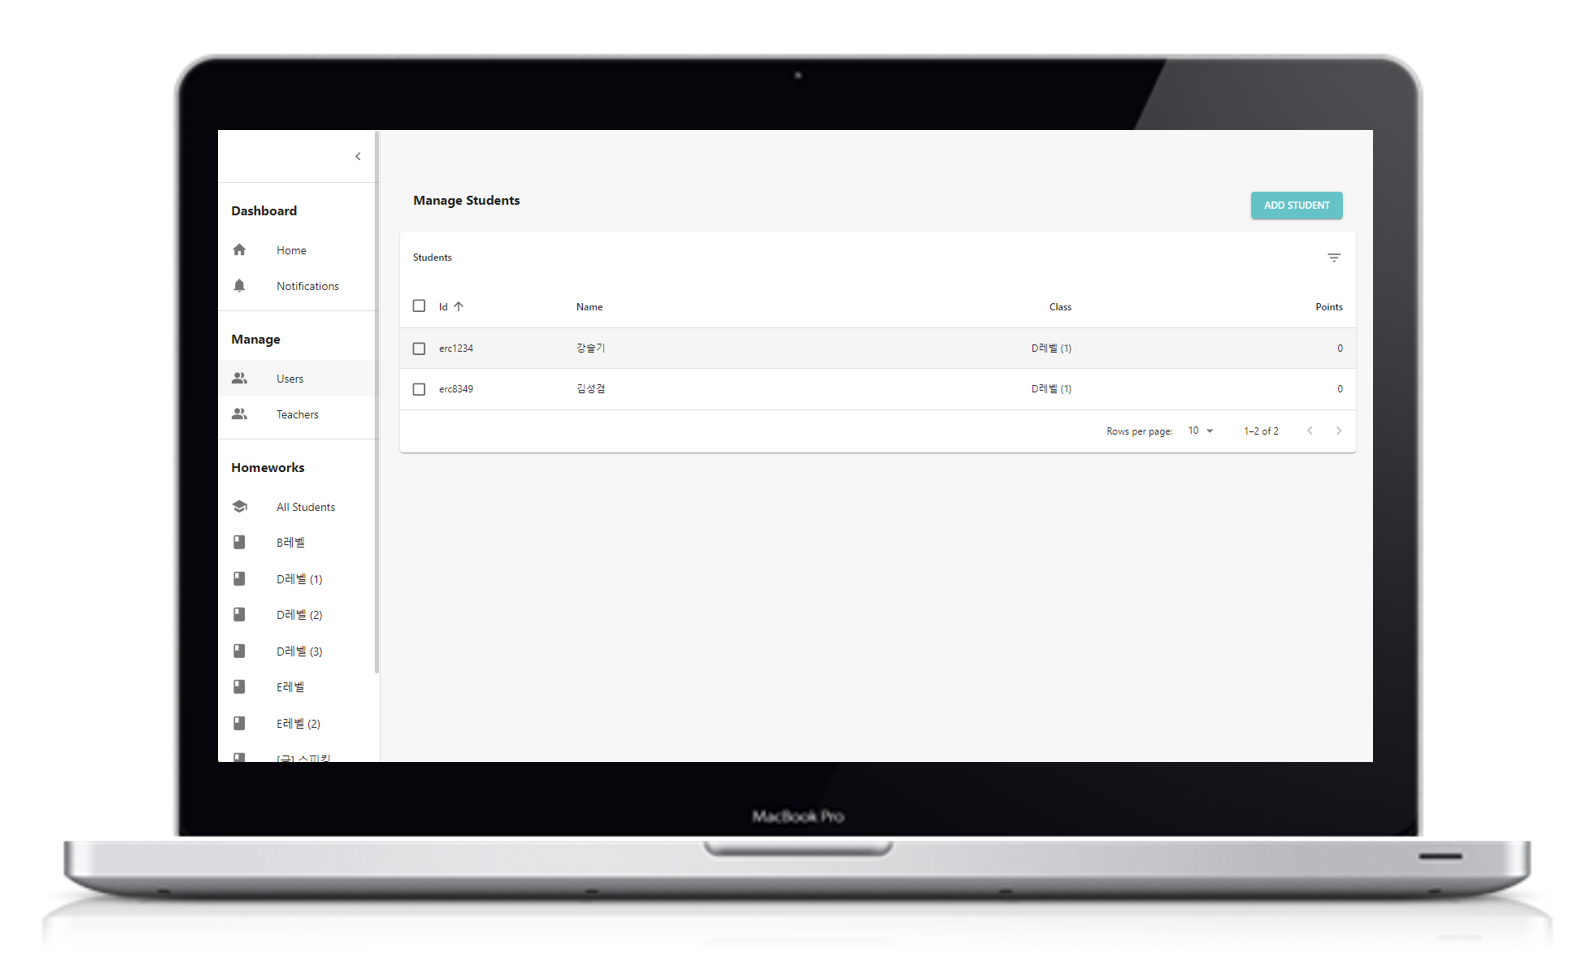 Dashboard
Home
Notifications
Manage
Users
Teachers
Homeworks
All Students
B레벨
D레벨 (1)
D레벨 (2)
D레벨 (3)
E레벨
E레벨 (2)
Manage Students
ADD STUDENT
Students
Id Name Class Points
erc1234 강슬기 D레벨 (1) 0
erc8349 김성겸 D레벨 (1) 0
Rows per page: 10 1–2 of 2
MacBook Pro